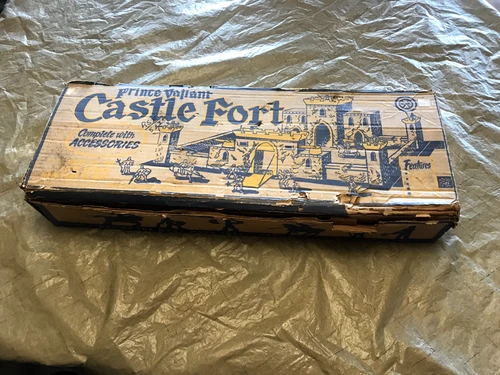 Prince Valiant
Castle Fort
Complete with
ACCESSORIES
Features